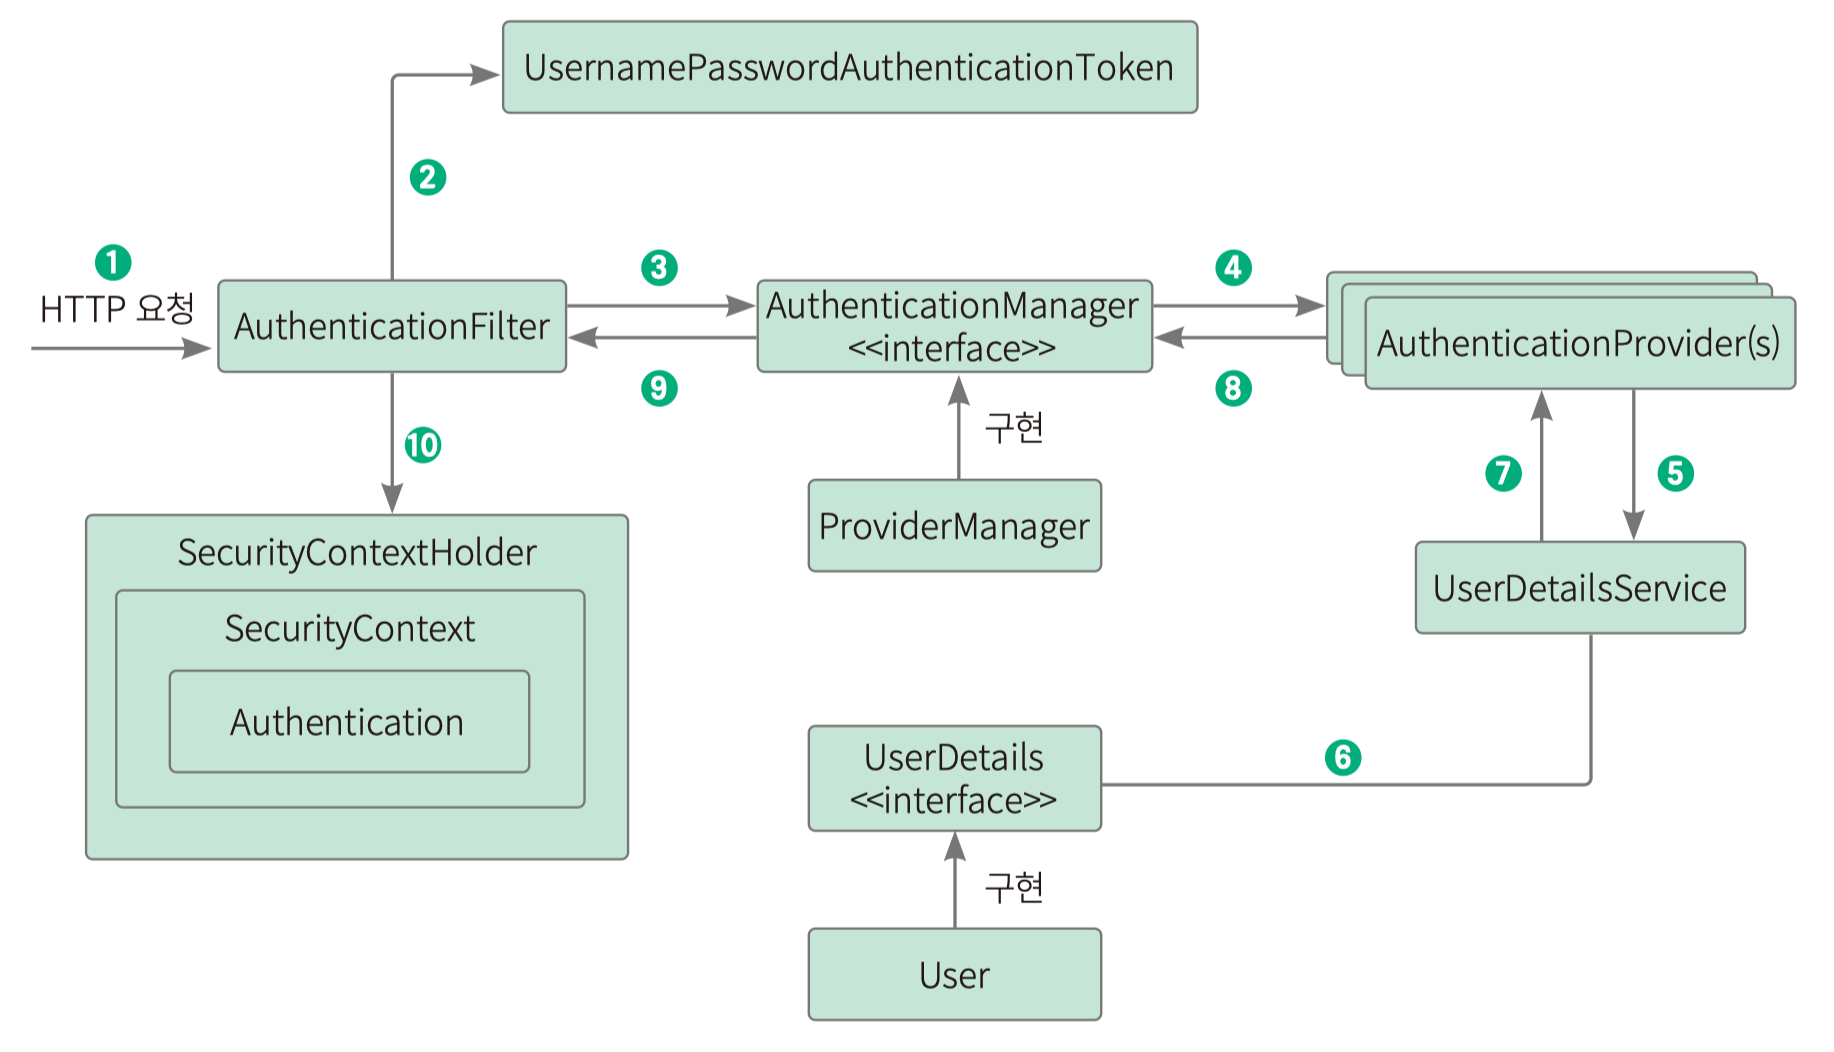 UsernamePasswordAuthenticationToken
2
1
HTTP 요청
AuthenticationFilter
3
9
AuthenticationManager
<<interface>>
4
8
AuthenticationProvider(s)
10
구현
7
5
SecurityContextHolder
SecurityContext
Authentication
ProviderManager
UserDetailsService
UserDetails
<<interface>>
6
구현
User